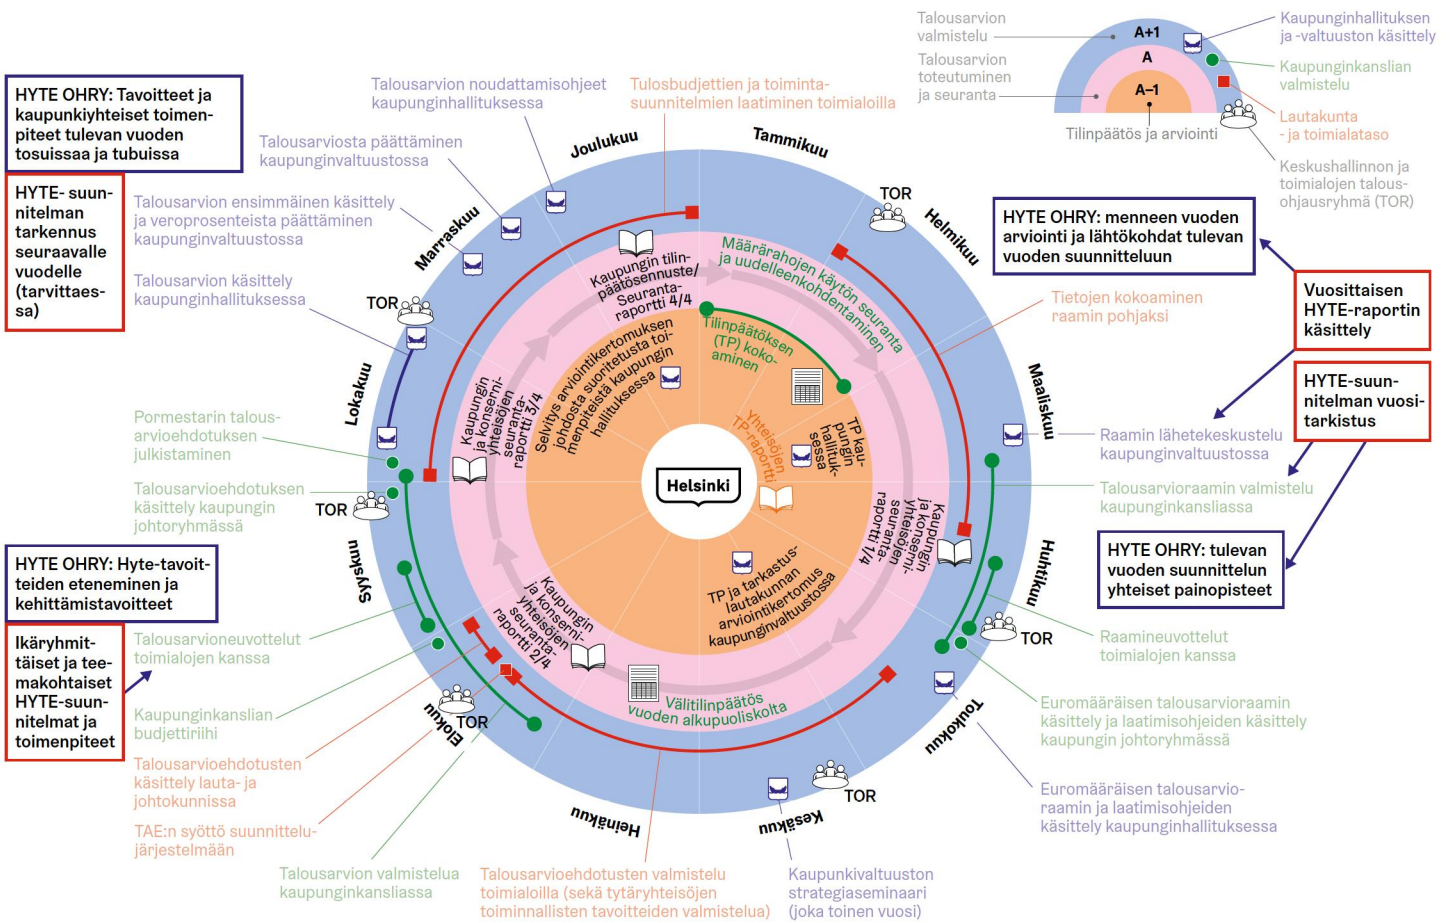 Talousarvion
valmistelu
Talousarvion
toteutuminen
ja seuranta
A+1
A
A–1
Tilinpäätös ja arviointi
Kaupunginhallituksen
ja -valtuuston käsittely
Kaupunginkanslian
valmistelu
Lautakunta
- ja toimialataso
Keskushallinnon ja
toimialojen talous-
ohjausryhmä (TOR)
HYTE OHRY: Tavoitteet ja
kaupunkiyhteiset toimen-
piteet tulevan vuoden
tosuissaa ja tubuissa
HYTE- suun-
nitelman
tarkennus
seuraavalle
vuodelle
(tarvittaes-
sa)
Talousarvion noudattamisohjeet
kaupunginhallituksessa
Tulosbudjettien ja toiminta-
suunnitelmien laatiminen toimialoilla
Talousarviosta päättäminen
kaupunginvaltuustossa
Talousarvion ensimmäinen käsittely
ja veroprosenteista päättäminen
kaupunginvaltuustossa
Talousarvion käsittely
kaupunginhallituksessa
Joulukuu
Tammikuu
Marraskuu
Helmikuu
TOR
TOR
HYTE OHRY: menneen vuoden
arviointi ja lähtökohdat tulevan
vuoden suunnitteluun
Vuosittaisen
HYTE-raportin
käsittely
Tietojen kokoaminen
raamin pohjaksi
HYTE-suun-
nitelman vuosi-
tarkistus
Kaupungin tilin-
päätösennuste/
Seuranta-
raportti 4/4
Määrärahojen käytön seuranta
ja uudelleenkohdentaminen
Tilinpäätöksen
(TP) koko-
aminen
Selvitys arviointikertomuksen
johdosta suoritetusta toi-
menpiteistä kaupungin
hallituksessa
Kaupungin
ja konserni-
yhteisöjen
seuranta-
raportti 3/4
Lokakuu
Maaliskuu
Pormestarin talous-
arvioehdotuksen
julkistaminen
Yhteisöjen
TP-raportti
TP kau-
pungin
hallituk-
sessa
Raamin lähetekeskustelu
kaupunginvaltuustossa
Helsinki
Talousarvioehdotuksen
käsittely kaupungin
johtoryhmässä
TOR
Talousarvioraamin valmistelu
kaupunginkansliassa
Kaupungin
ja konserni-
yhteisöjen
seuranta-
raportti 1/4
HYTE OHRY: Hyte-tavoit-
teiden eteneminen ja
kehittämistavoitteet
Syyskuu
Huhtikuu
HYTE OHRY: tulevan
vuoden suunnittelun
yhteiset painopisteet
TP ja tarkastus-
lautakunnan
arviointikertomus
kaupunginvaltuustossa
Kaupungin
ja konserni-
yhteisöjen
seuranta-
raportti 2/4
Ikäryhmit-
täiset ja tee-
makohtaiset
HYTE-suun-
nitelmat ja
toimenpiteet
Talousarvioneuvottelut
toimialojen kanssa
TOR
Raamineuvottelut
toimialojen kanssa
Välitilinpäätös
vuoden alkupuoliskolta
Kaupunginkanslian
budjettiriihi
TOR
Elokuu
Toukokuu
Euromääräisen talousarvioraamin
käsittely ja laatimisohjeiden käsittely
kaupungin johtoryhmässä
Talousarvioehdotusten
käsittely lauta- ja
johtokunnissa
TOR
Euromääräisen talousarvio-
raamin ja laatimisohjeiden
käsittely kaupunginhallituksessa
TAE:n syöttö suunnittelu-
järjestelmään
Heinäkuu
Kesäkuu
Talousarvion valmistelua
kaupunginkansliassa
Talousarvioehdotusten valmistelu
toimialoilla (sekä tytäryhteisöjen
toiminnallisten tavoitteiden valmistelua)
Kaupunkivaltuuston
strategiaseminaari
(joka toinen vuosi)